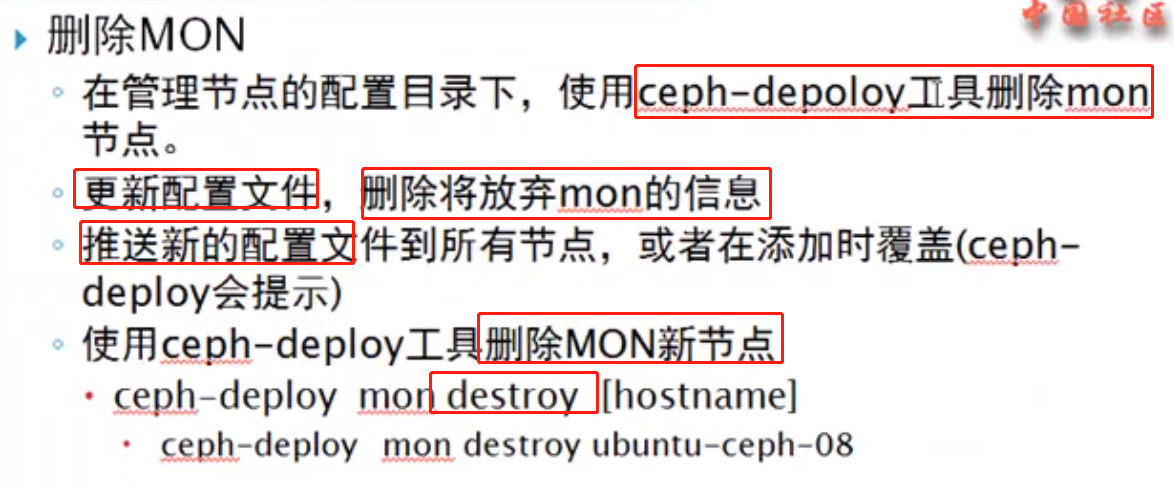 中国社区
删除MON
在管理节点的配置目录下，使用ceph-depoloy工具删除mon
节点。
更新配置文件，删除将放弃mon的信息
推送新的配置文件到所有节点，或者在添加时覆盖(ceph-
deploy会提示)
使用ceph-deploy工具删除MON新节点
ceph-deploy mon destroy [hostname]
ceph-deploy mon destroy ubuntu-ceph-08